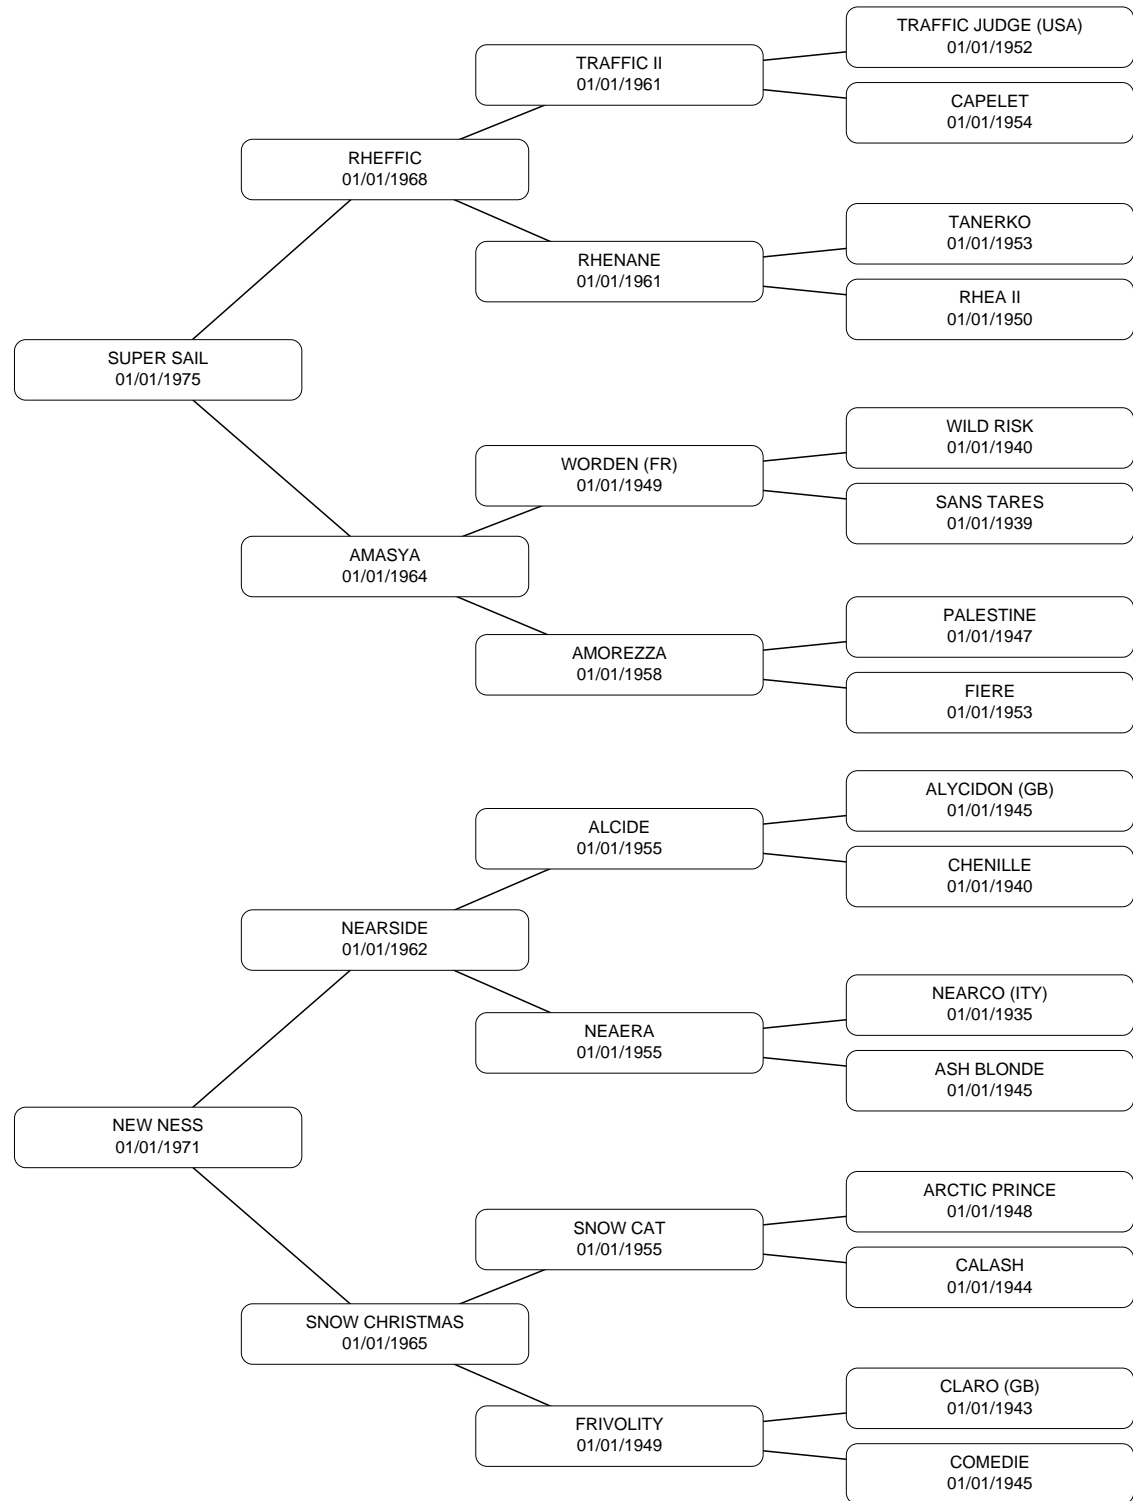 TRAFFIC JUDGE (USA)
01/01/1952
TRAFFIC II
01/01/1961
CAPELET
01/01/1954
RHEFFIC
01/01/1968
TANERKO
01/01/1953
RHENANE
01/01/1961
RHEA II
01/01/1950
SUPER SAIL
01/01/1975
WILD RISK
01/01/1940
WORDEN (FR)
01/01/1949
SANS TARES
01/01/1939
AMASYA
01/01/1964
PALESTINE
01/01/1947
AMOREZZA
01/01/1958
FIERE
01/01/1953
ALYCIDON (GB)
01/01/1945
ALCIDE
01/01/1955
CHENILLE
01/01/1940
NEARSIDE
01/01/1962
NEARCO (ITY)
01/01/1935
NEAERA
01/01/1955
ASH BLONDE
01/01/1945
NEW NESS
01/01/1971
ARCTIC PRINCE
01/01/1948
SNOW CAT
01/01/1955
CALASH
01/01/1944
SNOW CHRISTMAS
01/01/1965
CLARO (GB)
01/01/1943
FRIVOLITY
01/01/1949
COMEDIE
01/01/1945